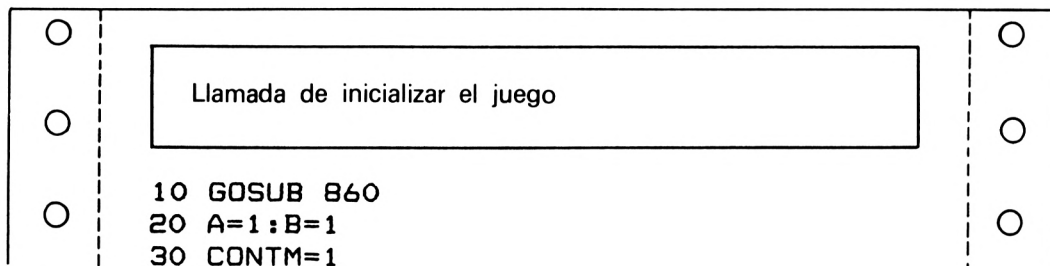 Llamada de inicializar el juego
10 GOSUB 860
20 A=1:B=1
30 CONTM=1